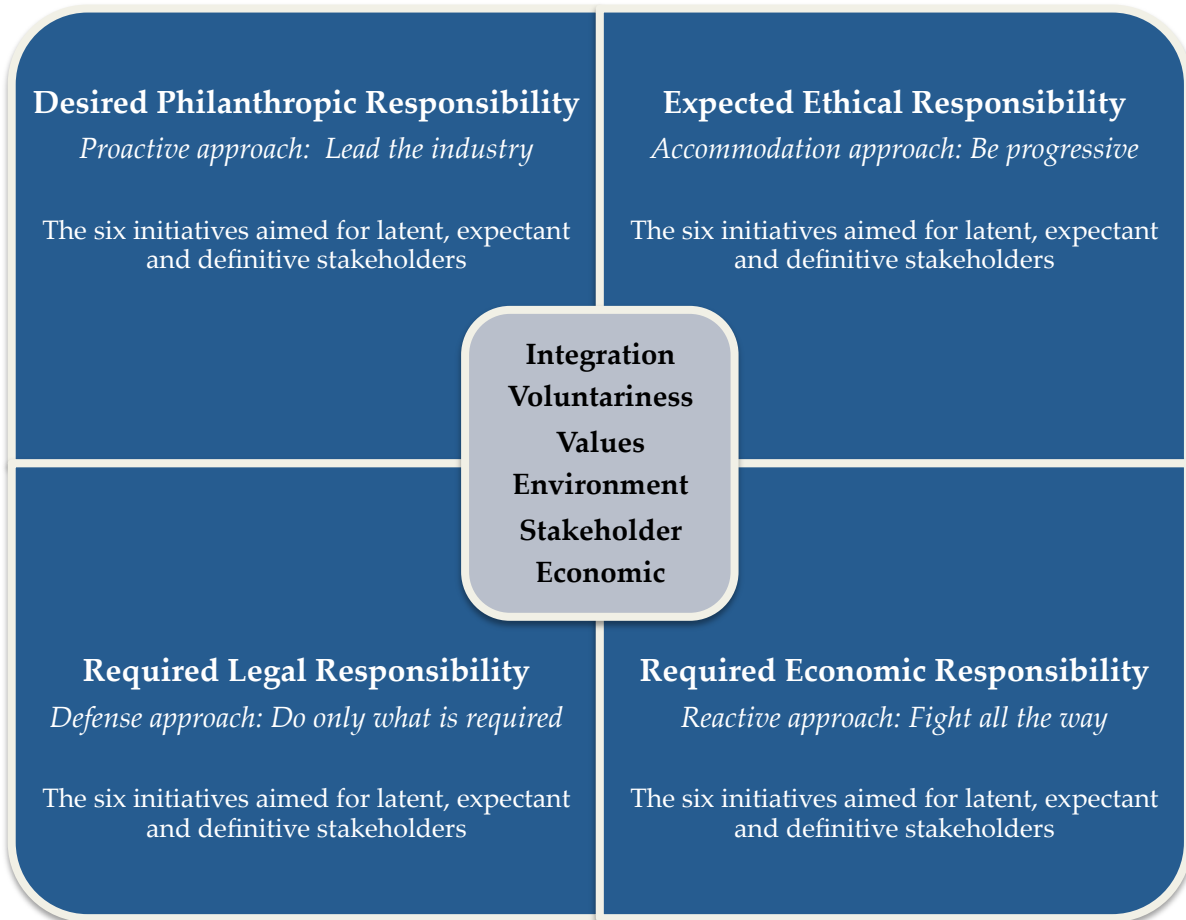 Desired Philanthropic Responsibility
Proactive approach:  Lead the industry
The six initiatives aimed for latent, expectant
and definitive stakeholders
Expected Ethical Responsibility
Accommodation approach: Be progressive
The six initiatives aimed for latent, expectant
and definitive stakeholders
Integration
Voluntariness
Values
Environment
Stakeholder
Economic
Required Legal Responsibility
Defense approach: Do only what is required
The six initiatives aimed for latent, expectant
and definitive stakeholders
Required Economic Responsibility
Reactive approach: Fight all the way
The six initiatives aimed for latent, expectant
and definitive stakeholders